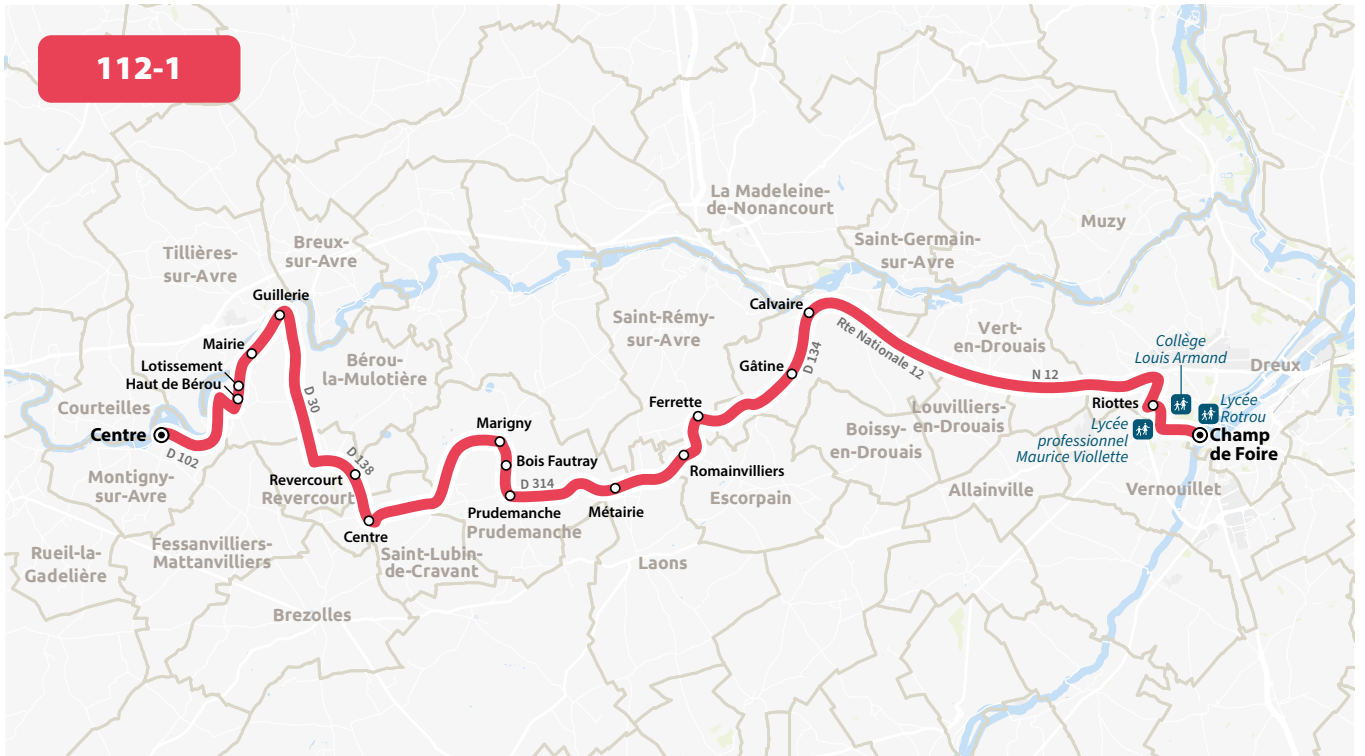 112-1
La Madeleine-
de-Nonancourt
Muzy
Tillières-
sur-Avre
Breux-
sur-Avre
Saint-Germain-
sur-Avre
Guillerie
Calvaire
Saint-Rémy-
sur-Avre
Rte Nationale 12
Vert-
en-Drouais
Collège
Louis Armand
Mairie
Lotissement
Haut de Bérou
Bérou-
la-Mulotière
Gâtine
D 134
N 12
Dreux
D 30
Courteilles
Centre
D 102
Ferrette
Louvilliers-
en-Drouais
Riottes
Lycée
Rotrou
Boissy-
en-Drouais
Lycée
professionnel
Maurice Viollette
Champ
de Foire
Marigny
Bois Fautray
D 138
Montigny-
sur-Avre
Revercourt
Revercourt
D 314
Romainvilliers
Escorpain
Allainville
Vernouillet
Prudemanche
Prudemanche
Métairie
Centre
Rueil-la-
Gadelière
Fessanvilliers-
Mattanvilliers
Saint-Lubin-
de-Cravant
Laons
Brezolles